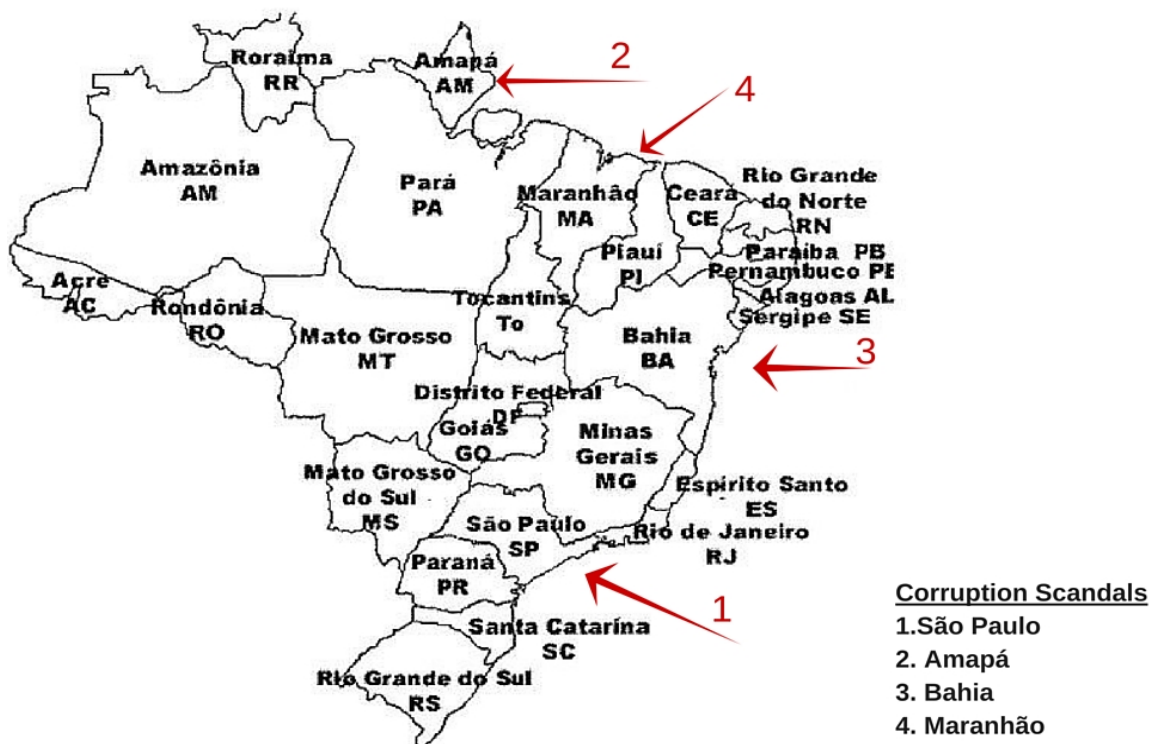 Roraima
RR
Amapá
AM
2
4
Amazônia
AM
Pará
PA
Maranhão
MA
Ceará
CE
Rio Grande
do Norte
RN
Piauí
PI
Paraíba PB
Pernambuco PE
Alagoas AL
Sergipe SE
Acre
AC
Rondônia
RO
Tocantins
To
Mato Grosso
MT
Bahia
BA
3
Distrito Federal
DF
Goiás
GO
Minas
Gerais
MG
Mato Grosso
do Sul
MS
Espírito Santo
ES
São Paulo
SP
Rio de Janeiro
RJ
Paraná
PR
1
Santa Catarína
SC
Rio Grande do Sul
RS
Corruption Scandals
1.São Paulo
2. Amapá
3. Bahia
4. Maranhão